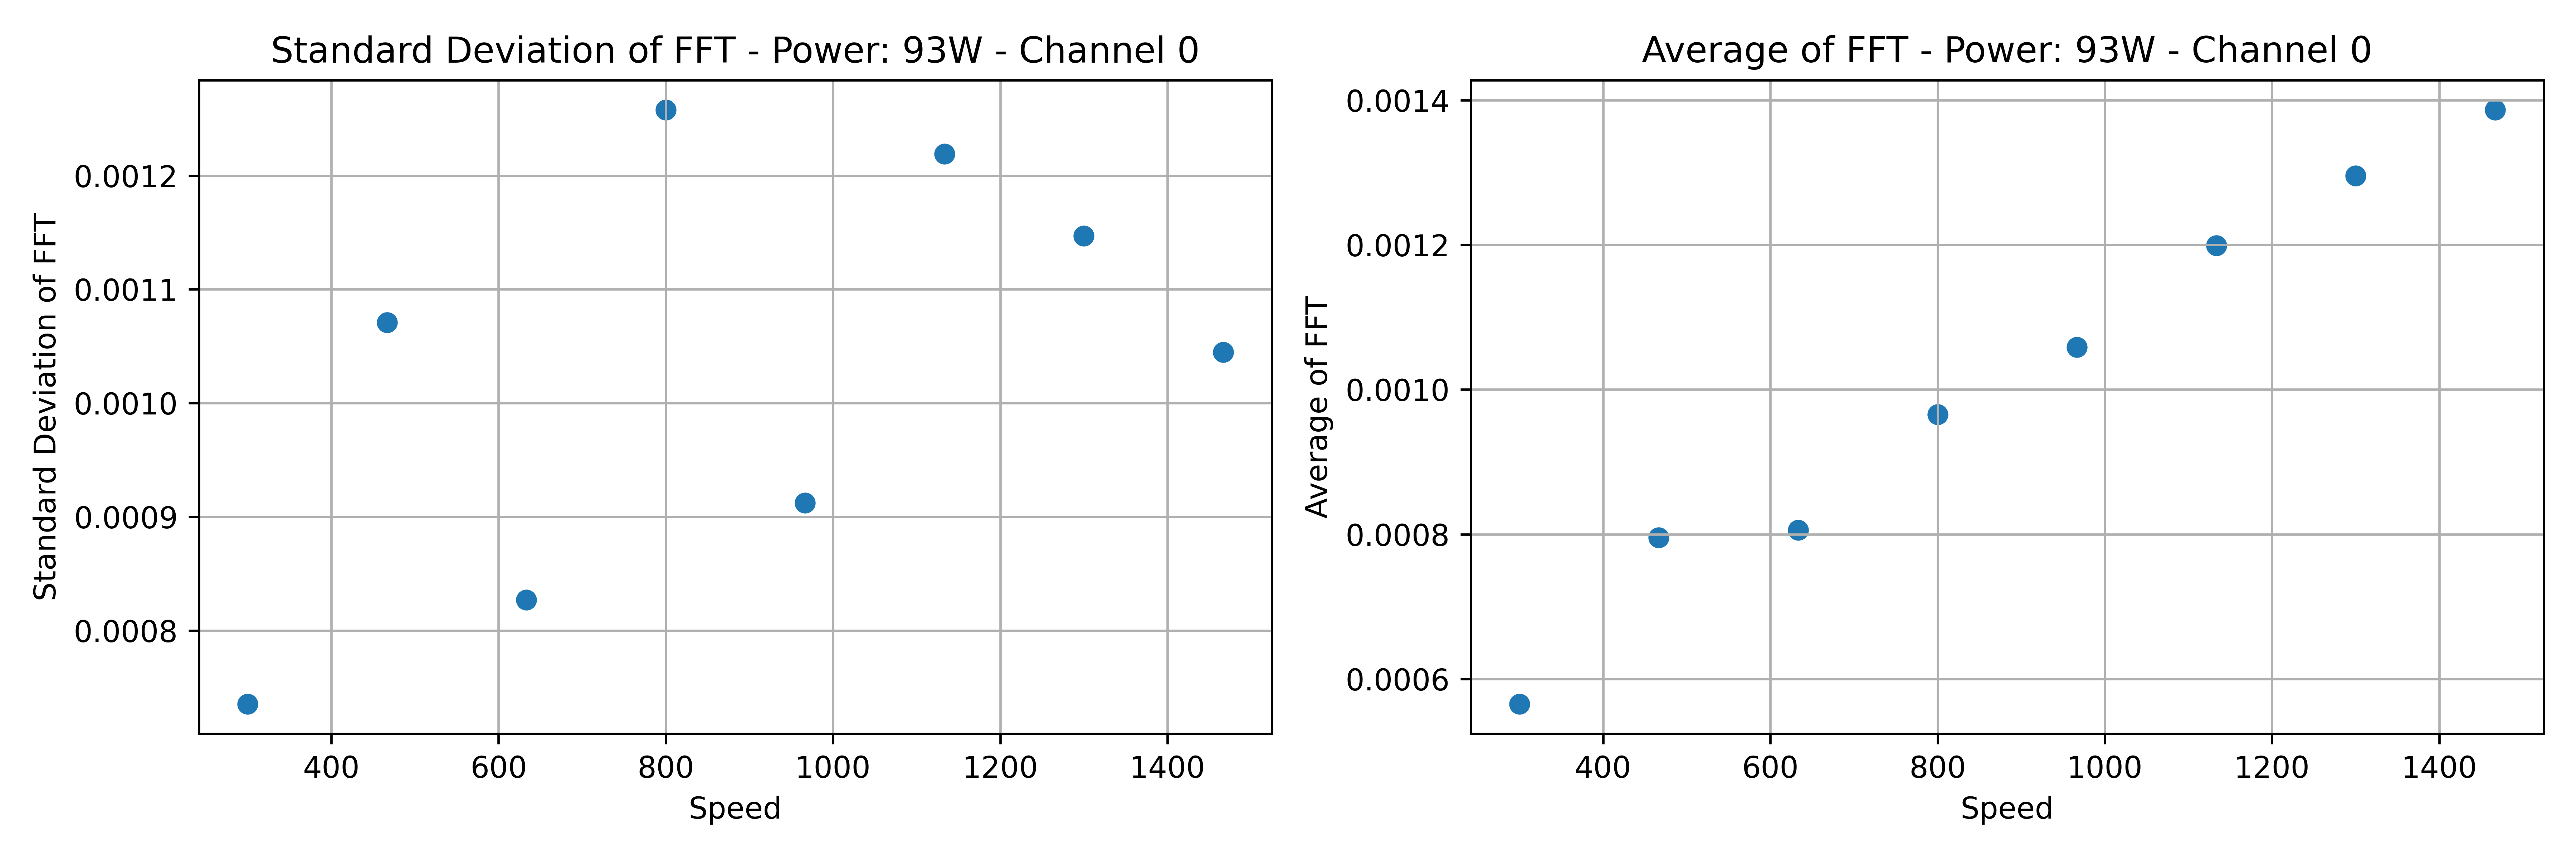 Standard Deviation of FFT - Power: 93W - Channel 0
Standard Deviation of FFT
0.0012
0.0011
0.0010
0.0009
0.0008
400 600 800 1000 1200 1400
Speed
Average of FFT - Power: 93W - Channel 0
Average of FFT
0.0014
0.0012
0.0010
0.0008
0.0006
400 600 800 1000 1200 1400
Speed